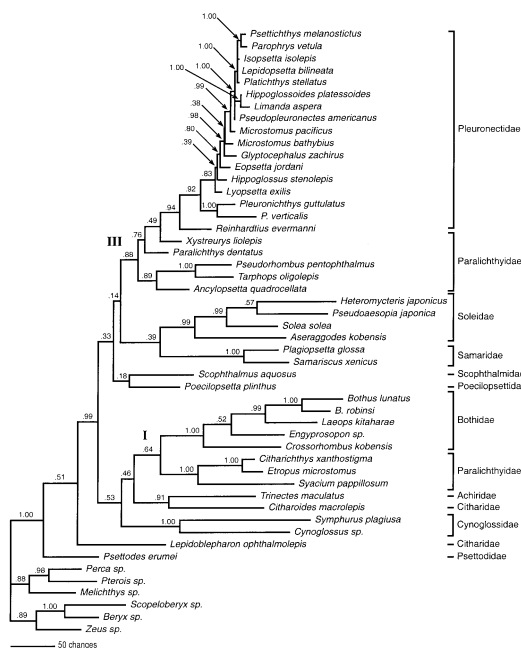 1.00
Psettichthys melanostictus
Parophrys vetula
1.00
Isopsetta isolepis
1.00
1.00
Lepidopsetta bilineata
Platichthys stellatus
.99
Hippoglossoides platessoides
Limanda aspera
.38
Pseudopleuronectes americanus
.98
Microstomus pacificus
Pleuronectidae
.80
Microstomus bathybius
.39
Glyptocephalus zachirus
Eopsetta jordani
.83
Hippoglossus stenolepis
.92
Lyopsetta exilis
1.00
Pleuronichthys guttulatus
.94
P. verticalis
.49
Reinhardtius evermanni
III
.76
Xystreurys liolepis
.88
Paralichthys dentatus
1.00
Pseudorhombus pentophthalmus
Paralichthyidae
.89
Tarphops oligolepis
Ancylopsetta quadrocellata
.14
.57
Heteromycteris japonicus
.99
Pseudoaesopia japonica
Soleidae
.99
Solea solea
.33
.39
Aseraggodes kobensis
1.00
Plagiopsetta glossa
Samaridae
Samariscus xenicus
.18
Scophthalmus aquosus
Scophthalmidae
Poecilopsetta plinthus
Poecilopsettida
1.00
Bothus lunatus
.99
B. robinsi
.99
.52
Laeops kitaharae
Bothidae
I
1.00
Engyprosopon sp.
.64
Crossorhombus kobensis
1.00
Citharichthys xanthostigma
1.00
Etropus microstomus
Paralichthyidae
.46
Syacium pappillosum
.51
.53
.91
Trinectes maculatus
Achiridae
Citharoides macrolepis
Citharidae
1.00
1.00
Symphurus plagiusa
Cynoglossidae
Cynoglossus sp.
Lepidoblepharon ophthalmolepis
Citharidae
Psettodes erumei
Psettodidae
.98
Perca sp.
.88
Pterois sp.
Melichthys sp.
1.00
Scopeloberyx sp.
.89
Beryx sp.
Zeus sp.
50 changes